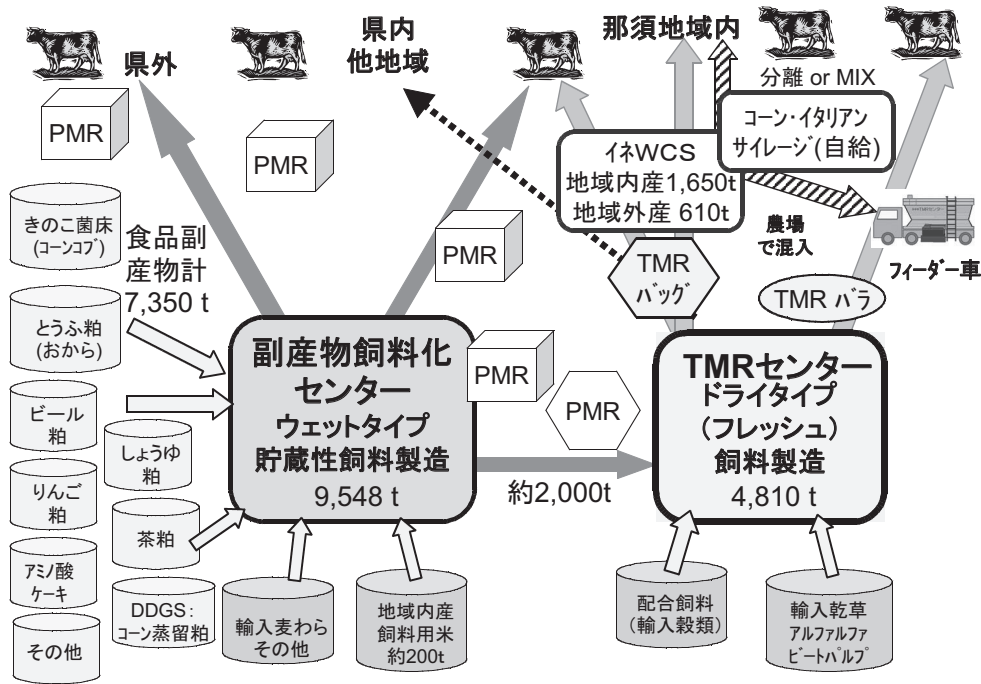 県外
県内
他地域
那須地域内
分離 or MIX
PMR
PMR
PMR
PMR
PMR
コーン・イタリアン
サイレージ(自給)
イネWCS
地域内産1,650t
地域外産 610t
農場
で混入
フィーダー車
TMR
バッグ
TMR バラ
きのこ菌床
(コーンコブ)
食品副
産物計
7,350 t
とうふ粕
(おから)
ビール
粕
しょうゆ
粕
りんご
粕
茶粕
アミノ酸
ケーキ
DDGS:
コーン蒸留粕
その他
副産物飼料化
センター
ウェットタイプ
貯蔵性飼料製造
9,548 t
約2,000t
TMRセンター
ドライタイプ
(フレッシュ)
飼料製造
4,810 t
輸入麦わら
その他
地域内産
飼料用米
約200t
配合飼料
(輸入穀類)
輸入乾草
アルファルファ
ビートパルプ